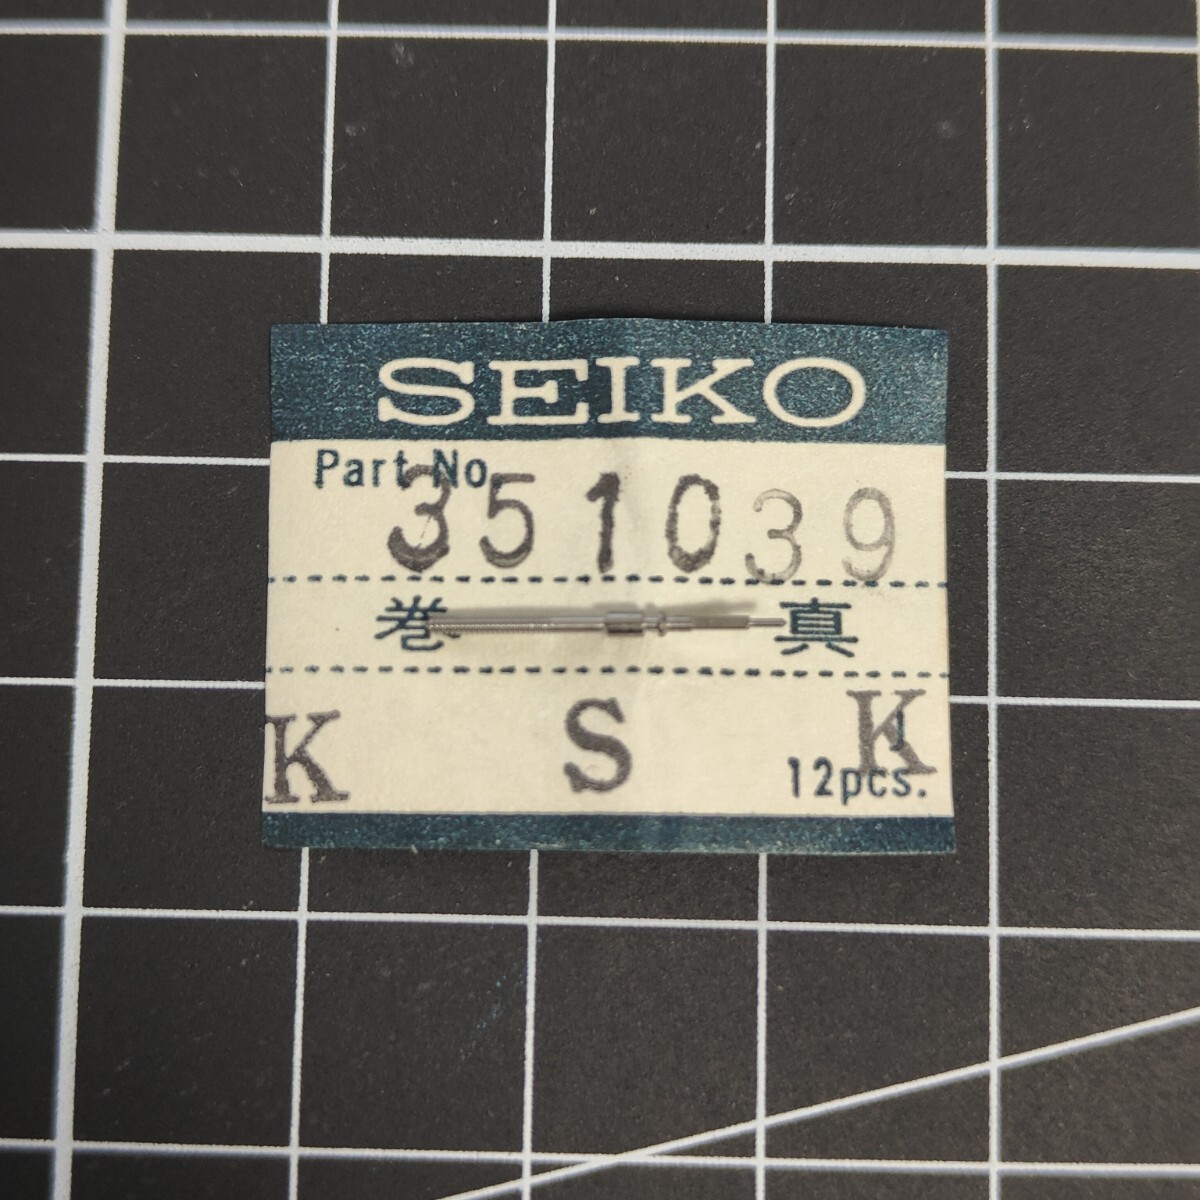 SEIKO
Part No. 351039
巻真
K S K
12pcs.